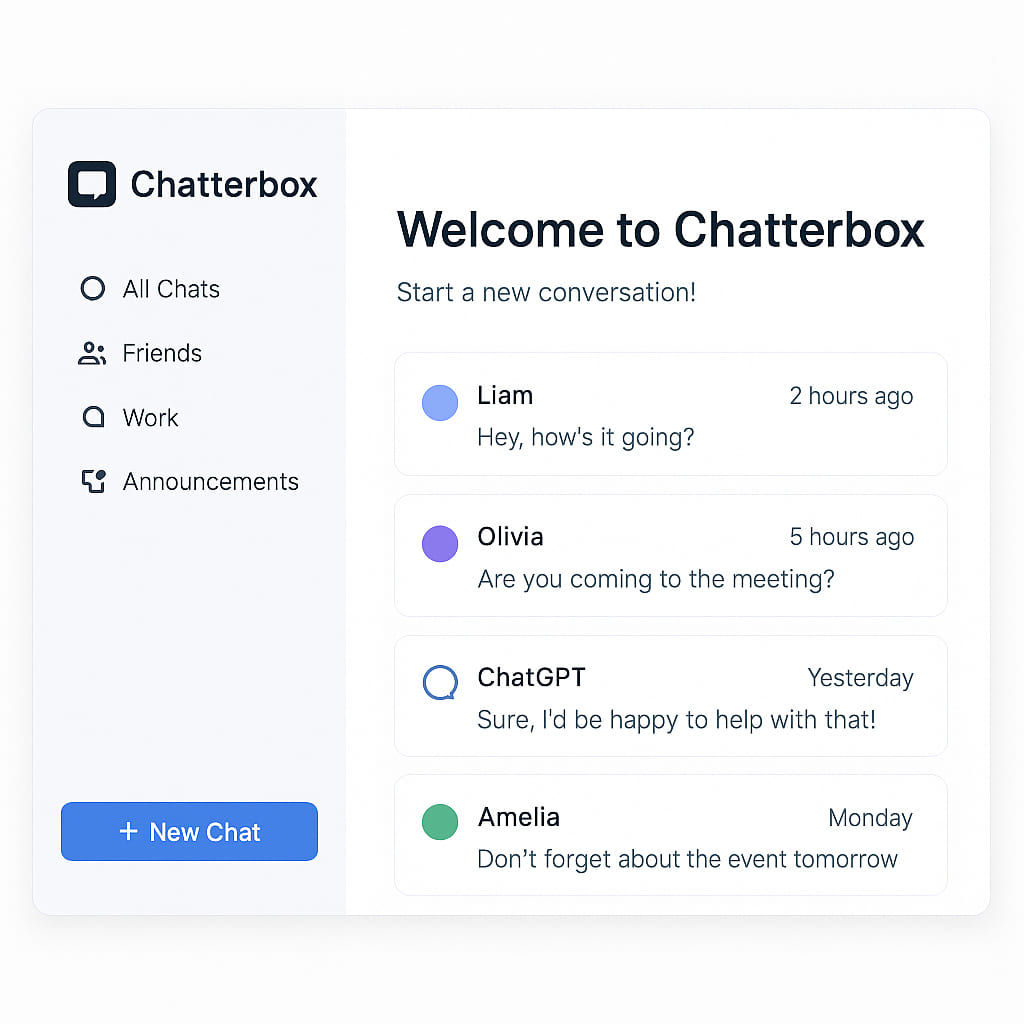 Chatterbox
All Chats
Friends
Work
Announcements
+ New Chat
Welcome to Chatterbox
Start a new conversation!
Liam 2 hours ago
Hey, how's it going?
Olivia 5 hours ago
Are you coming to the meeting?
ChatGPT Yesterday
Sure, I'd be happy to help with that!
Amelia Monday
Don’t forget about the event tomorrow